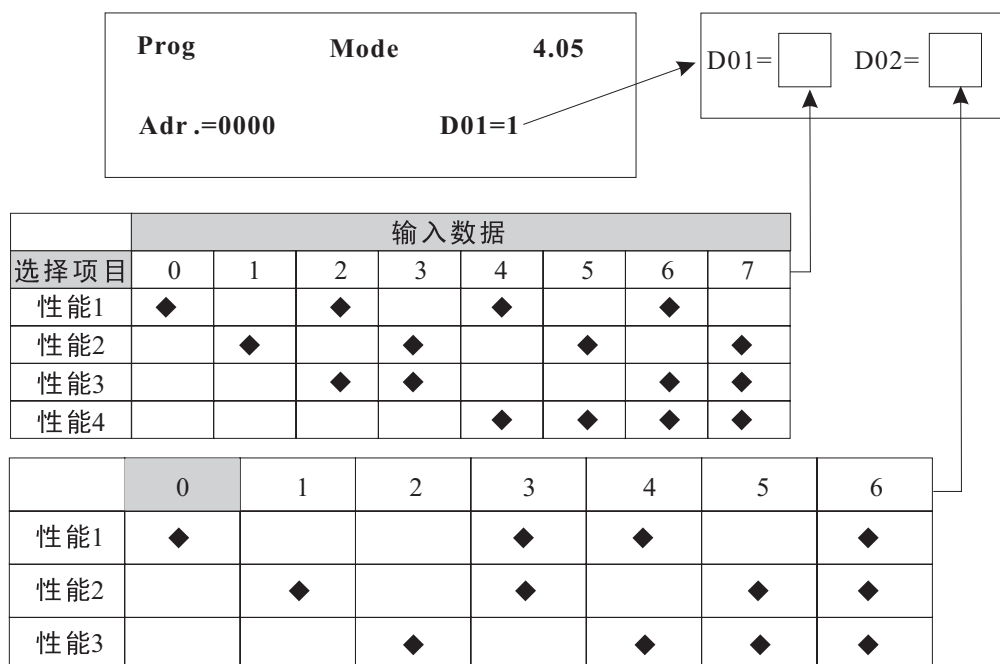 Prog Mode 4.05
D01= D02=
Adr .=0000 D01=1
输入数据
选择项目 0 1 2 3 4 5 6 7
性能1 ◆ ◆ ◆ ◆
性能2 ◆ ◆ ◆ ◆
性能3 ◆ ◆ ◆ ◆
性能4 ◆ ◆ ◆ ◆
0 1 2 3 4 5 6
性能1 ◆ ◆ ◆ ◆
性能2 ◆ ◆ ◆ ◆
性能3 ◆ ◆ ◆ ◆